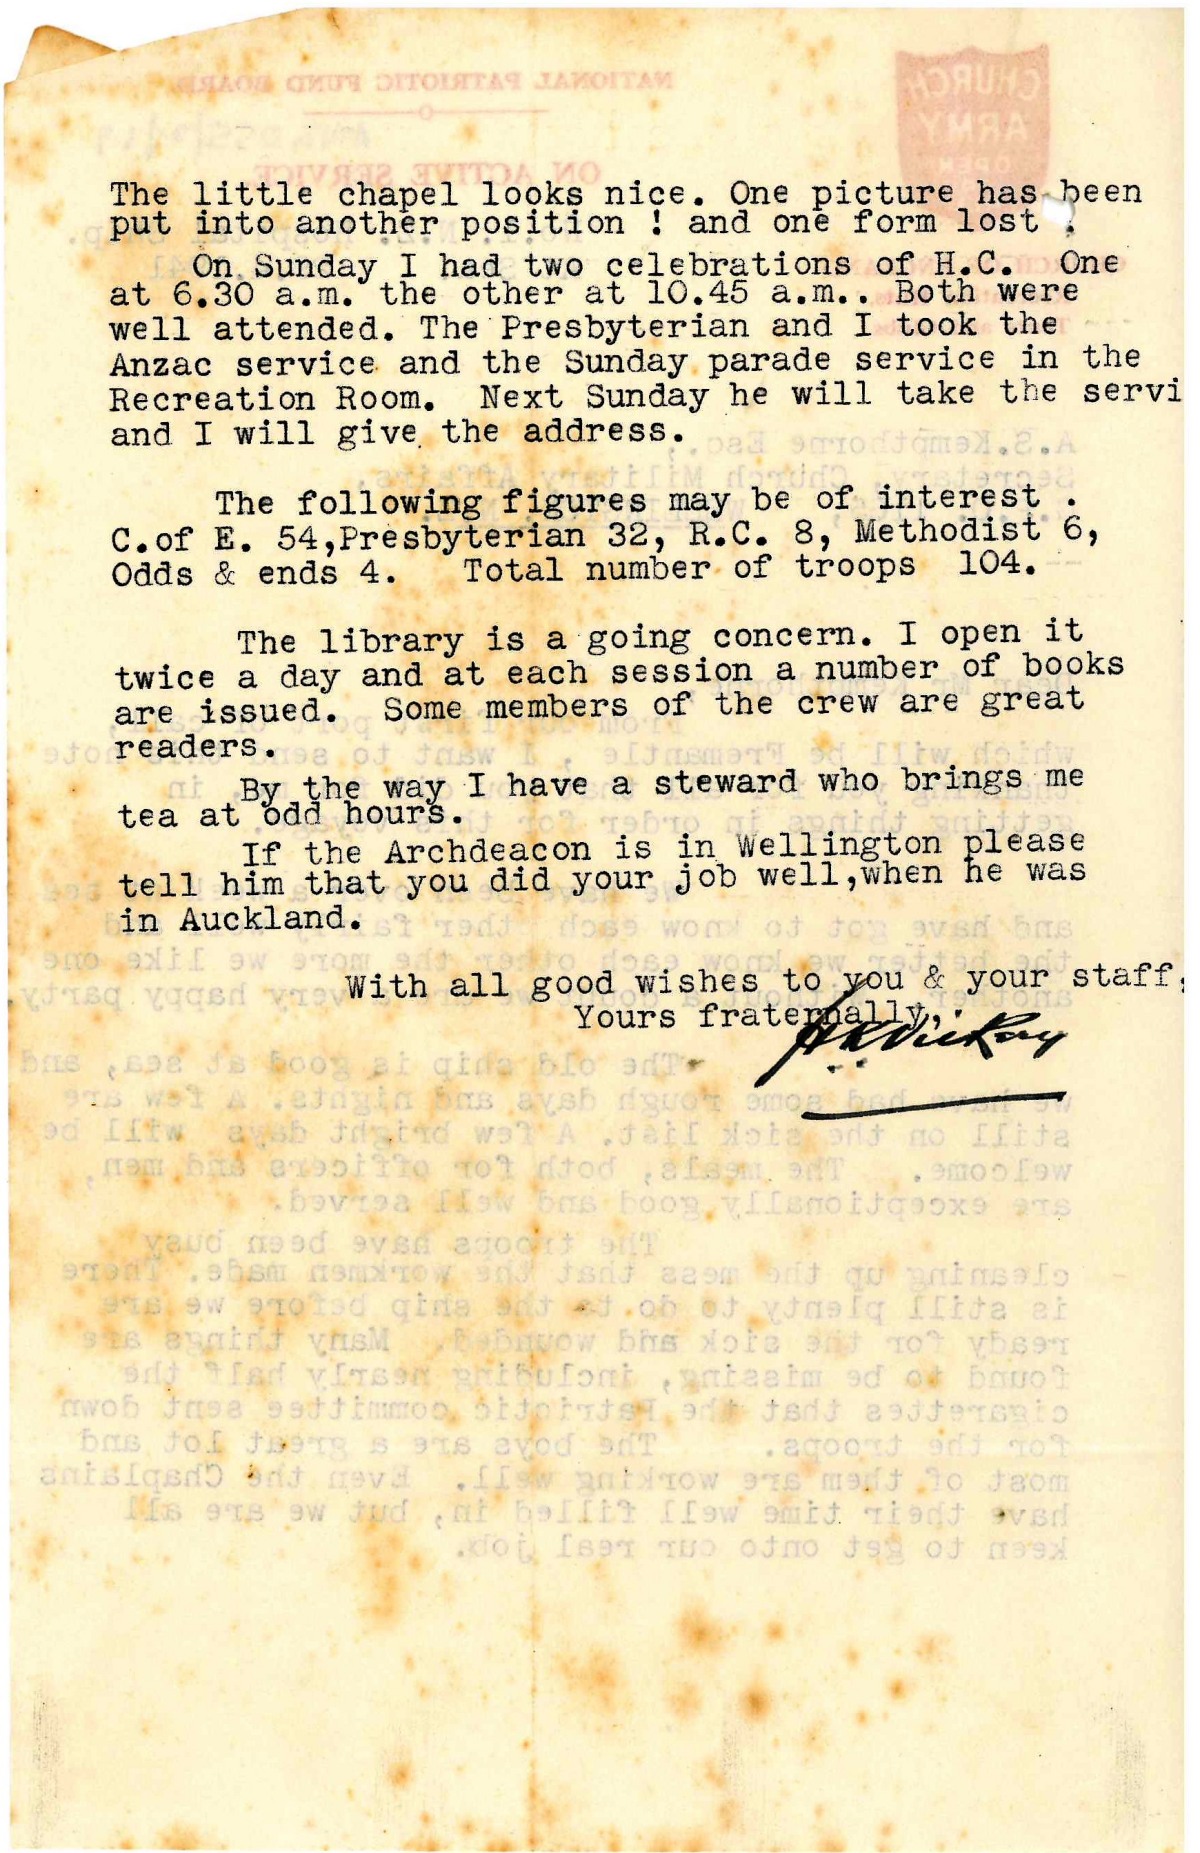 The little chapel looks nice. One picture has been
put into another position ! and one form lost !
On Sunday I had two celebrations of H.C. One
at 6.30 a.m. the other at 10.45 a.m.. Both were
well attended. The Presbyterian and I took the
Anzac service and the Sunday parade service in the
Recreation Room. Next Sunday he will take the servi
and I will give the address.
The following figures may be of interest .
C.of E. 54,Presbyterian 32, R.C. 8, Methodist 6,
Odds & ends 4. Total number of troops 104.
The library is a going concern. I open it
twice a day and at each session a number of books
are issued. Some members of the crew are great
readers.
By the way I have a steward who brings me
tea at odd hours.
If the Archdeacon is in Wellington please
tell him that you did your job well,when he was
in Auckland.
With all good wishes to you & your staff,
Yours fraternally,